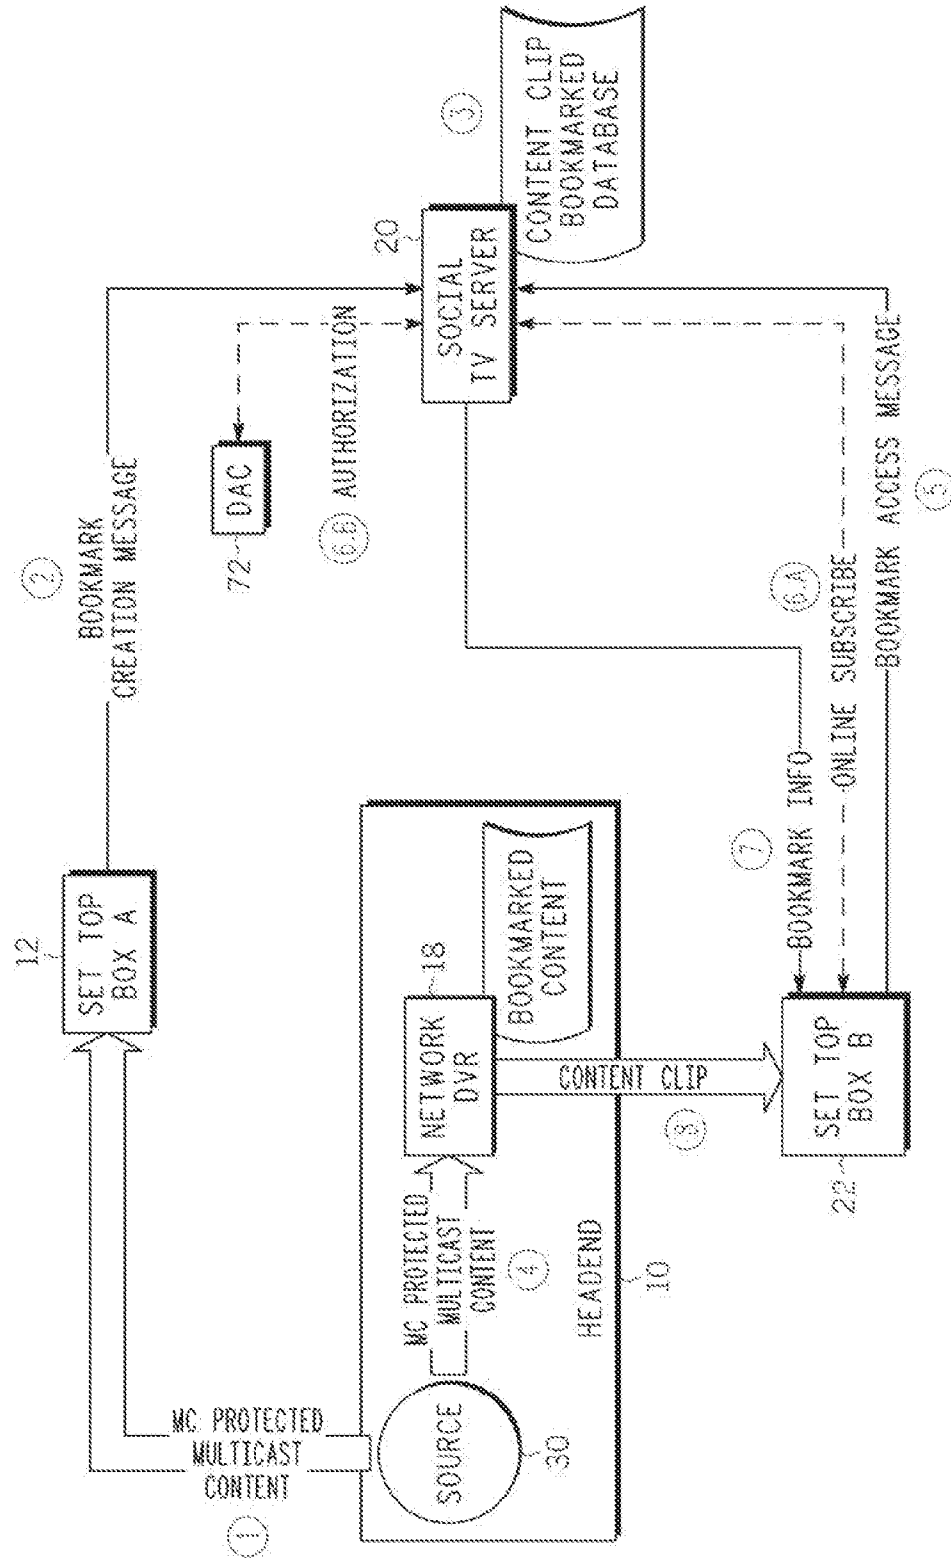 1
MC PROTECTED
MULTICAST
CONTENT
12
SET TOP
BOX A
2
BOOKMARK
CREATION MESSAGE
72
DAC
6.B
AUTHORIZATION
20
SOCIAL
TV SERVER
3
CONTENT CLIP
BOOKMARKED
DATABASE
SOURCE
30
MC PROTECTED
MULTICAST
CONTENT
4
HEADEND
10
NETWORK
DVR
18
BOOKMARKED
CONTENT
CONTENT CLIP
8
7
BOOKMARK INFO
6.A
ONLINE SUBSCRIBE
BOOKMARK ACCESS MESSAGE
5
SET TOP
BOX B
22